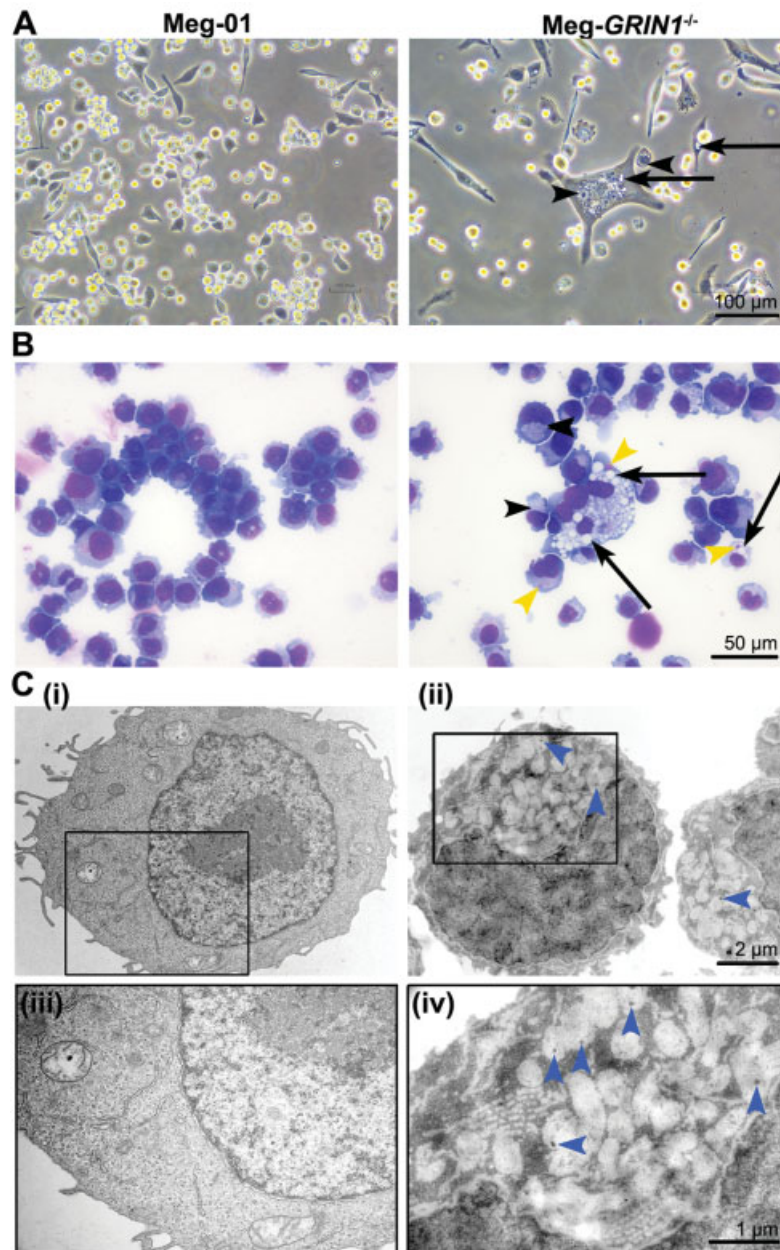 A
Meg-01
Meg-GRIN1-/-
100 µm
B
50 µm
C
(i)
(ii)
2 µm
(iii)
(iv)
1 µm